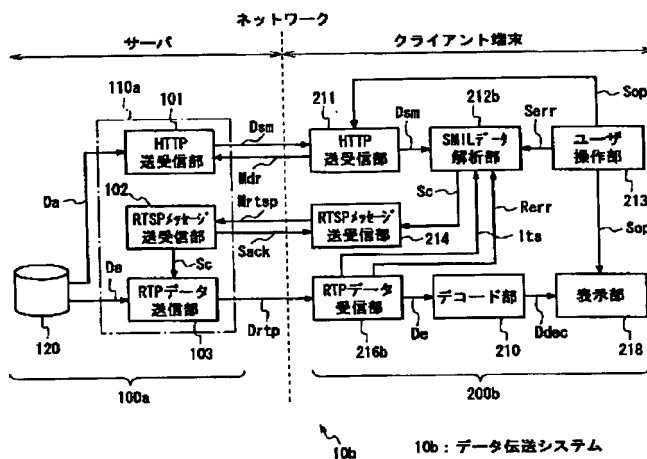 ネットワーク
サーバ
クライアント端末
110a
101
HTTP
送受信部
Dsm
Mdr
211
HTTP
送受信部
Dsm
212b
SMILデータ
解析部
Serr
Sop
ユーザ
操作部
213
Da
102
RTSPメッセージ
送受信部
Mrtsp
Sack
RTSPメッセージ
送受信部
214
Sc
Rerr
Its
Sop
Sc
Da
120
RTPデータ
送信部
103
Drtp
RTPデータ
受信部
216b
De
デコード部
210
Ddec
表示部
218
100a
200b
10b
10b：データ伝送システム